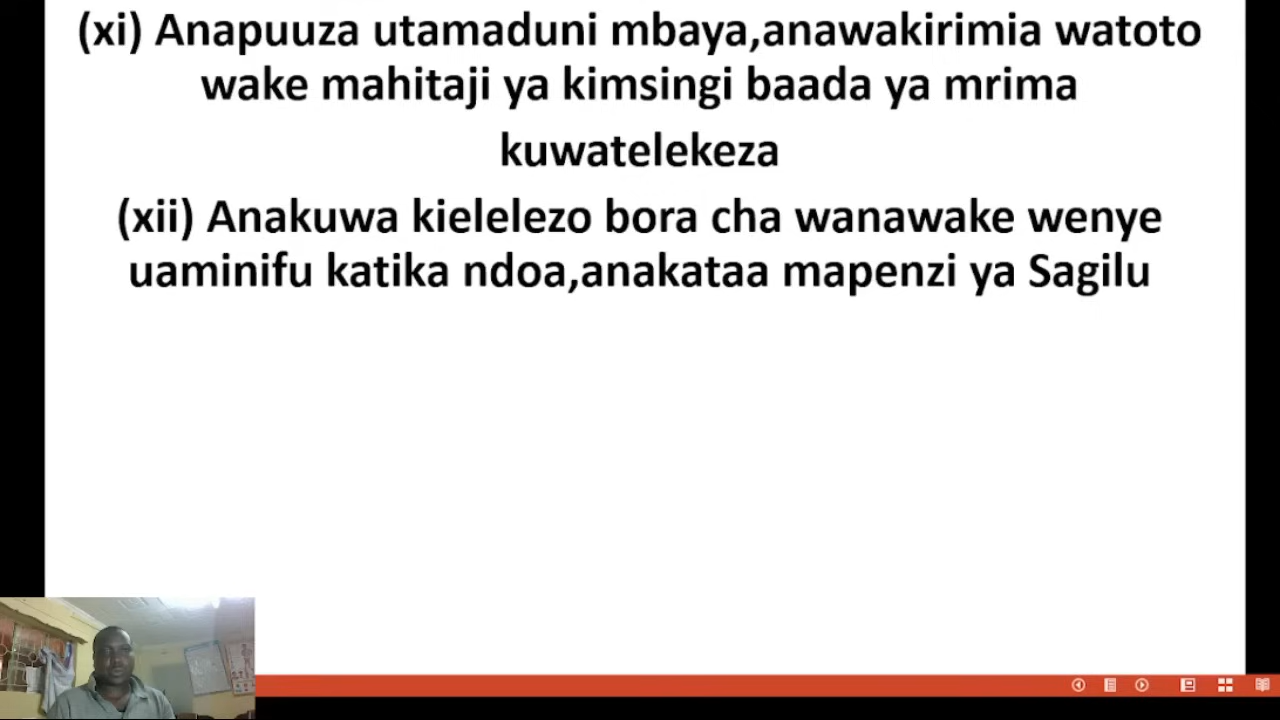 (xi) Anapuuza utamaduni mbaya,anawakirimia watoto
wake mahitaji ya kimsingi baada ya mrima
kuwatelekeza
(xii) Anakuwa kielelezo bora cha wanawake wenye
uaminifu katika ndoa,anakataa mapenzi ya Sagilu